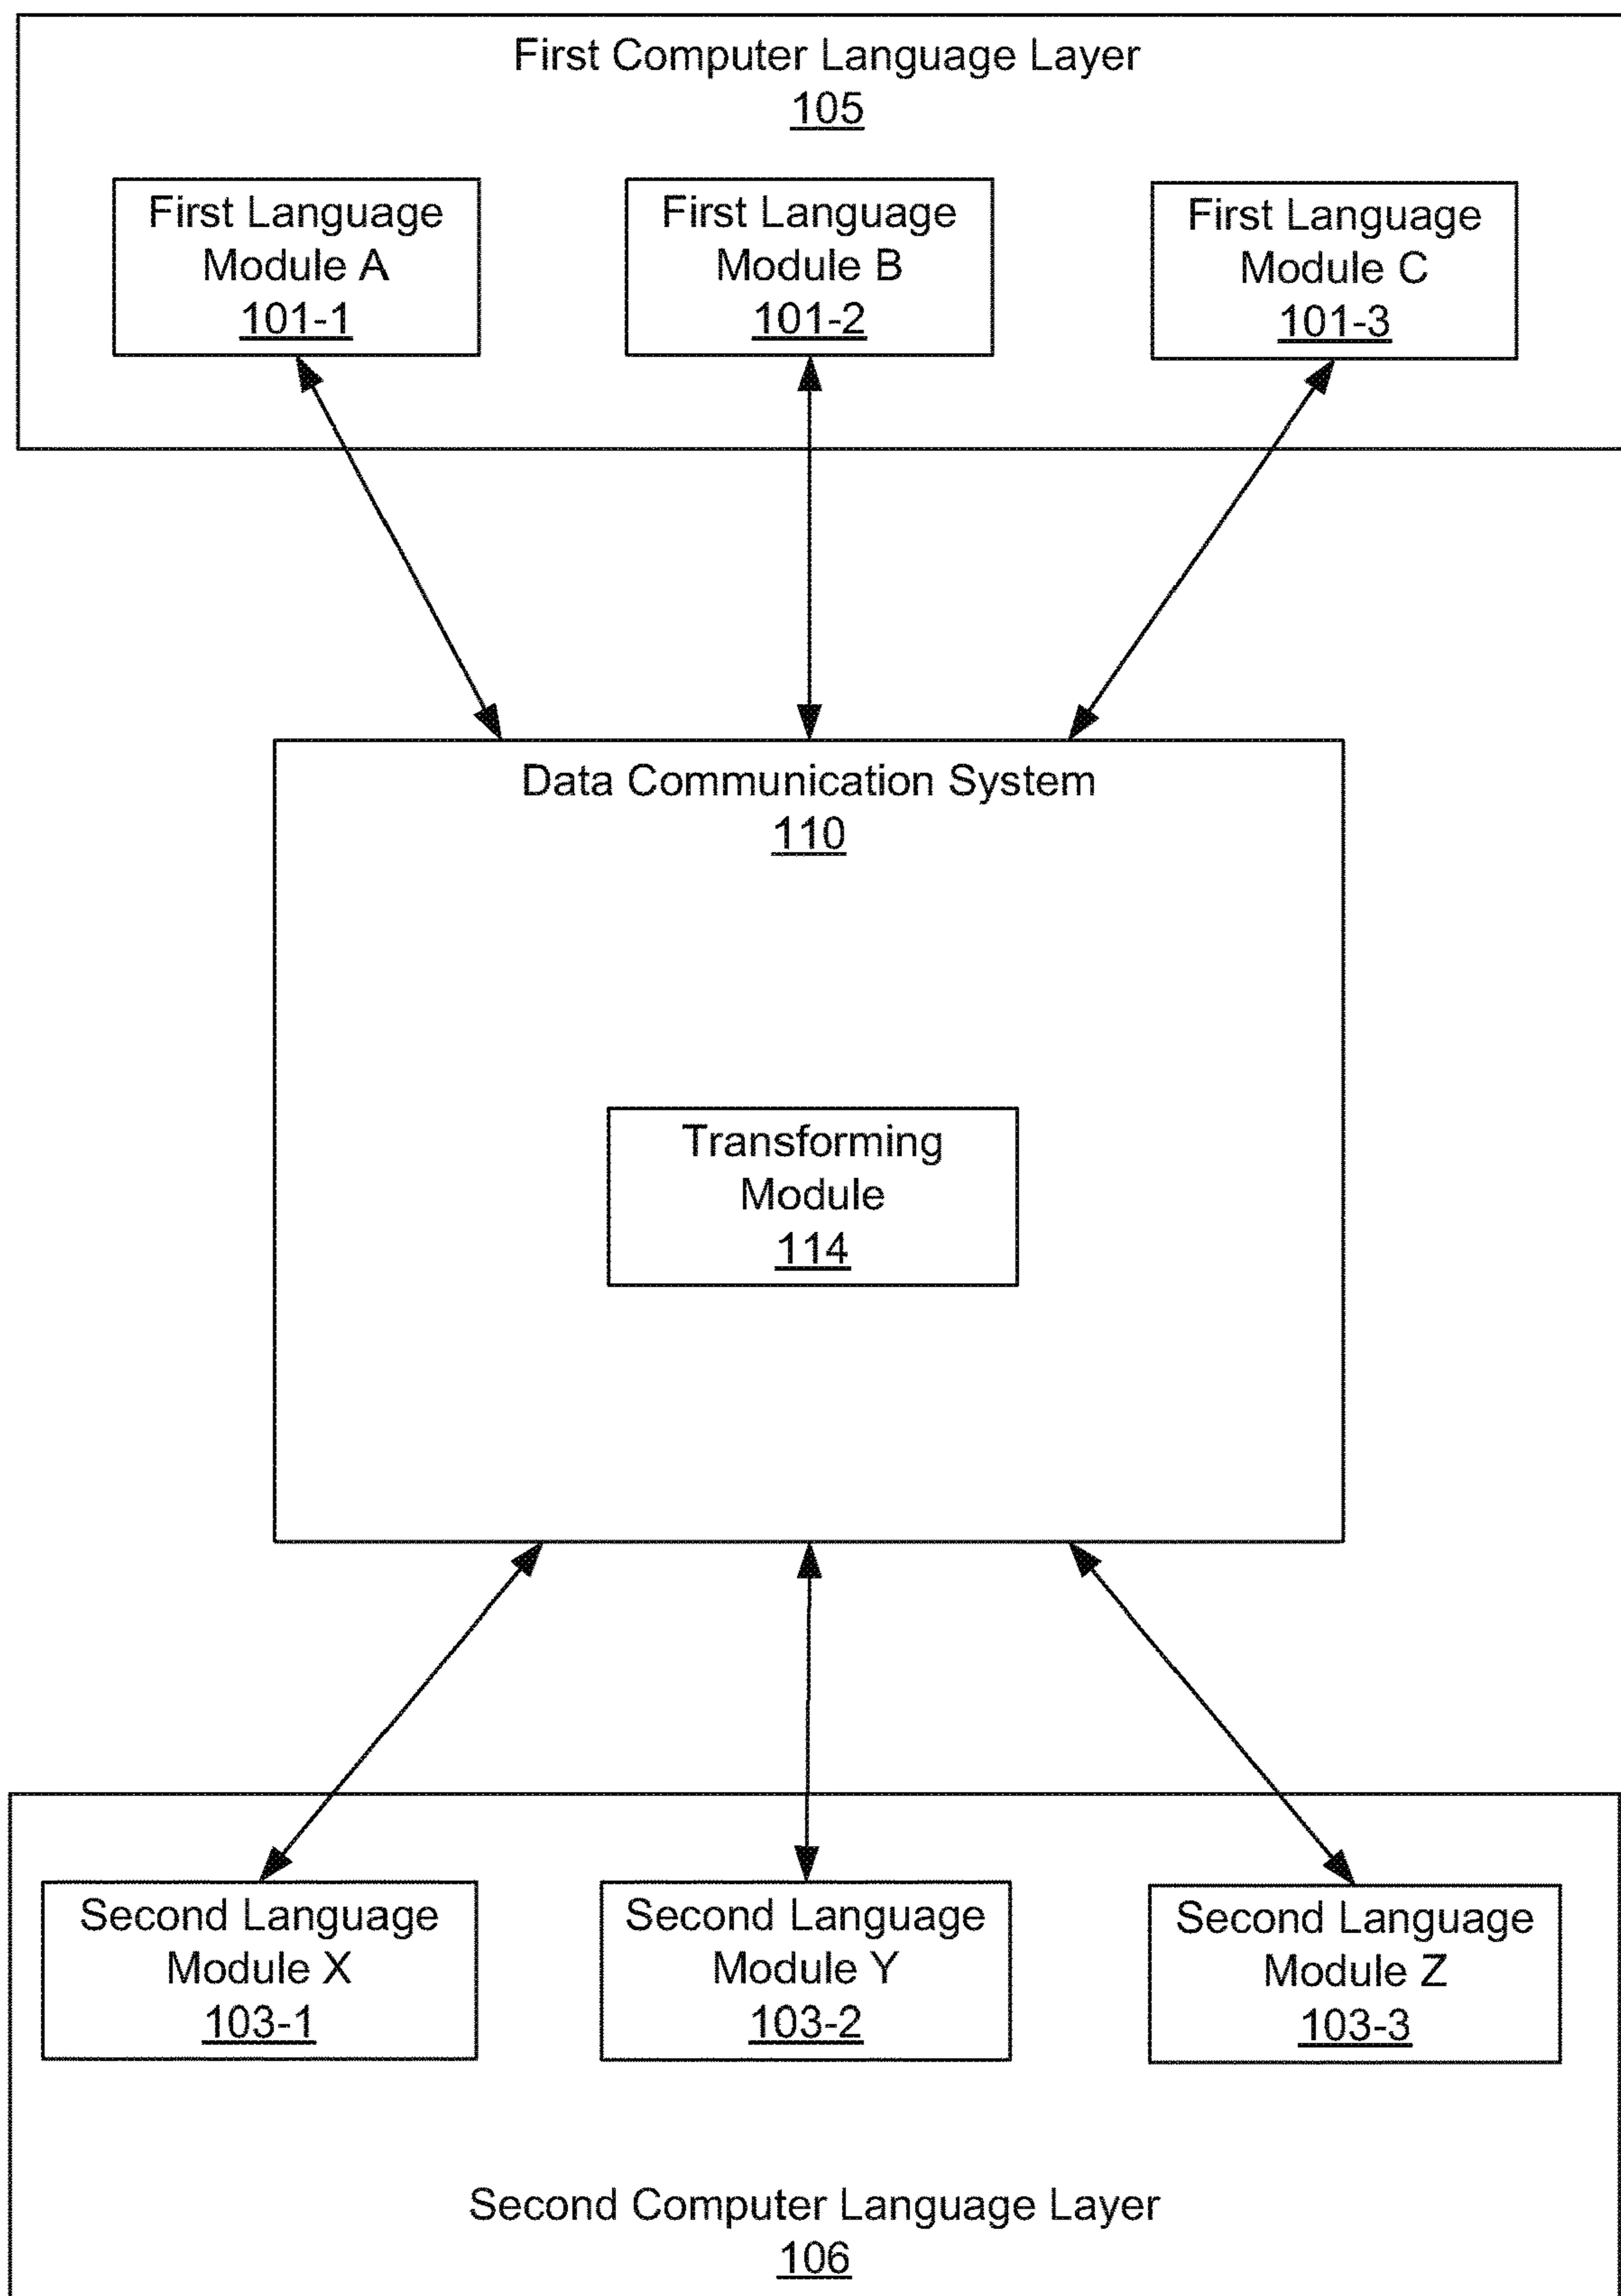 First Computer Language Layer
105
First Language
Module A
101-1
First Language
Module B
101-2
First Language
Module C
101-3
Data Communication System
110
Transforming
Module
114
Second Language
Module X
103-1
Second Language
Module Y
103-2
Second Language
Module Z
103-3
Second Computer Language Layer
106